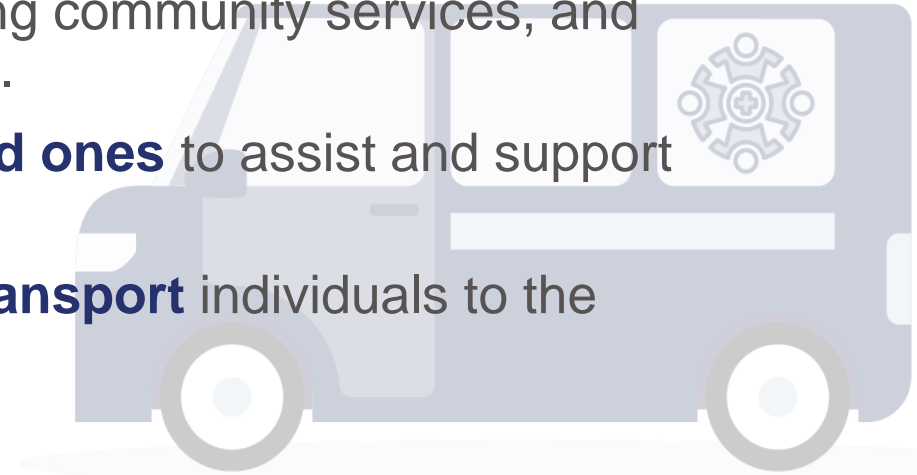 ng community services, and
.
d ones to assist and support
ansport individuals to the